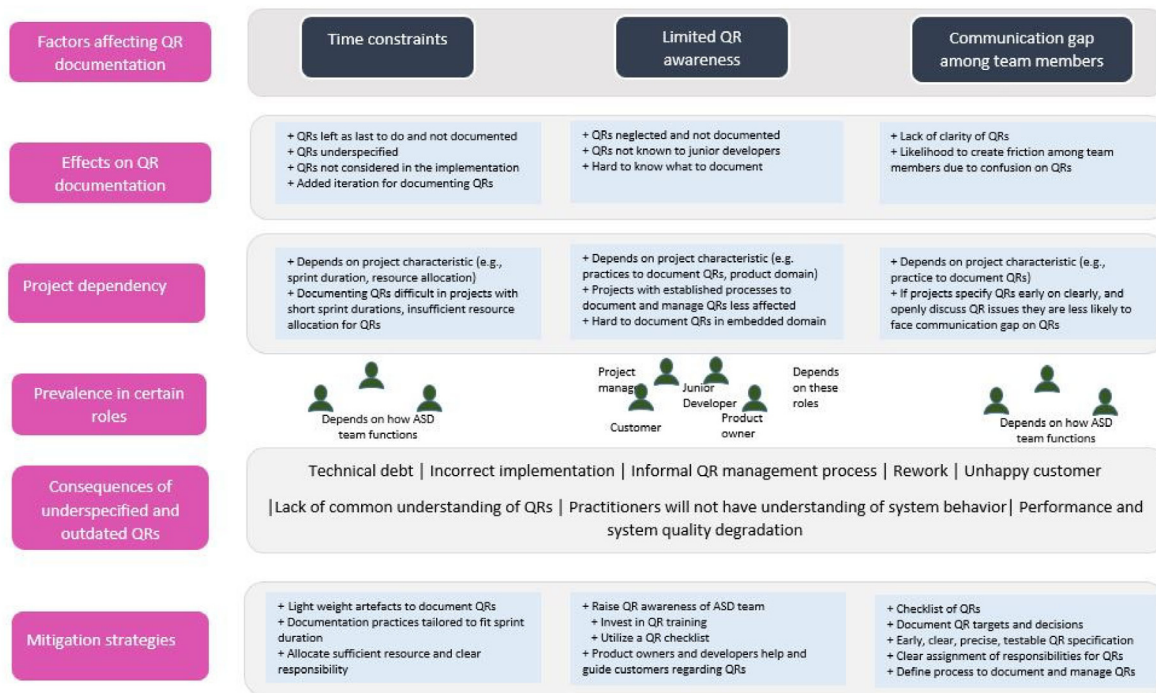 Factors affecting QR
documentation
Time constraints
Limited QR
awareness
Communication gap
among team members
Effects on QR
documentation
+ QRs left as last to do and not documented
+ QRs underspecified
+ QRs not considered in the implementation
+ Added iteration for documenting QRs
+ QRs neglected and not documented
+ QRs not known to junior developers
+ Hard to know what to document
+ Lack of clarity of QRs
+ Likelihood to create friction among team
members due to confusion on QRs
Project dependency
+ Depends on project characteristic (e.g.,
sprint duration, resource allocation)
+ Documenting QRs difficult in projects with
short sprint durations, insufficient resource
allocation for QRs
+ Depends on project characteristic (e.g.
practices to document QRs, product domain)
+ Projects with established processes to
document and manage QRs less affected
+ Hard to document QRs in embedded domain
+ Depends on project characteristic (e.g.,
practice to document QRs)
+ If projects specify QRs early on clearly, and
openly discuss QR issues they are less likely to
face communication gap on QRs
Prevalence in certain
roles
Depends on how ASD
team functions
Project
manage
Junior
Developer
Customer
Product
owner
Depends
on these
roles
Depends on how ASD
team functions
Consequences of
underspecified and
outdated QRs
Technical debt | Incorrect implementation | Informal QR management process | Rework | Unhappy customer
|Lack of common understanding of QRs | Practitioners will not have understanding of system behavior| Performance and
system quality degradation
Mitigation strategies
+ Light weight artefacts to document QRs
+ Documentation practices tailored to fit sprint
duration
+ Allocate sufficient resource and clear
responsibility
+ Raise QR awareness of ASD team
+ Invest in QR training
+ Utilize a QR checklist
+ Product owners and developers help and
guide customers regarding QRs
+ Checklist of QRs
+ Document QR targets and decisions
+ Early, clear, precise, testable QR specification
+ Clear assignment of responsibilities for QRs
+ Define process to document and manage QRs